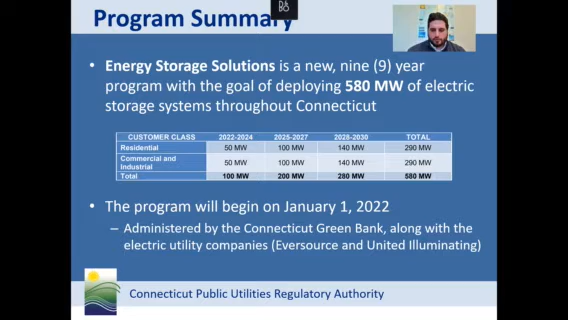 Program Summary
• Energy Storage Solutions is a new, nine (9) year
program with the goal of deploying 580 MW of electric
storage systems throughout Connecticut
CUSTOMER CLASS 2022-2024 2025-2027 2028-2030 TOTAL
Residential 50 MW 100 MW 140 MW 290 MW
Commercial and
Industrial 50 MW 100 MW 140 MW 290 MW
Total 100 MW 200 MW 280 MW 580 MW
• The program will begin on January 1, 2022
– Administered by the Connecticut Green Bank, along with the
electric utility companies (Eversource and United Illuminating)
Connecticut Public Utilities Regulatory Authority